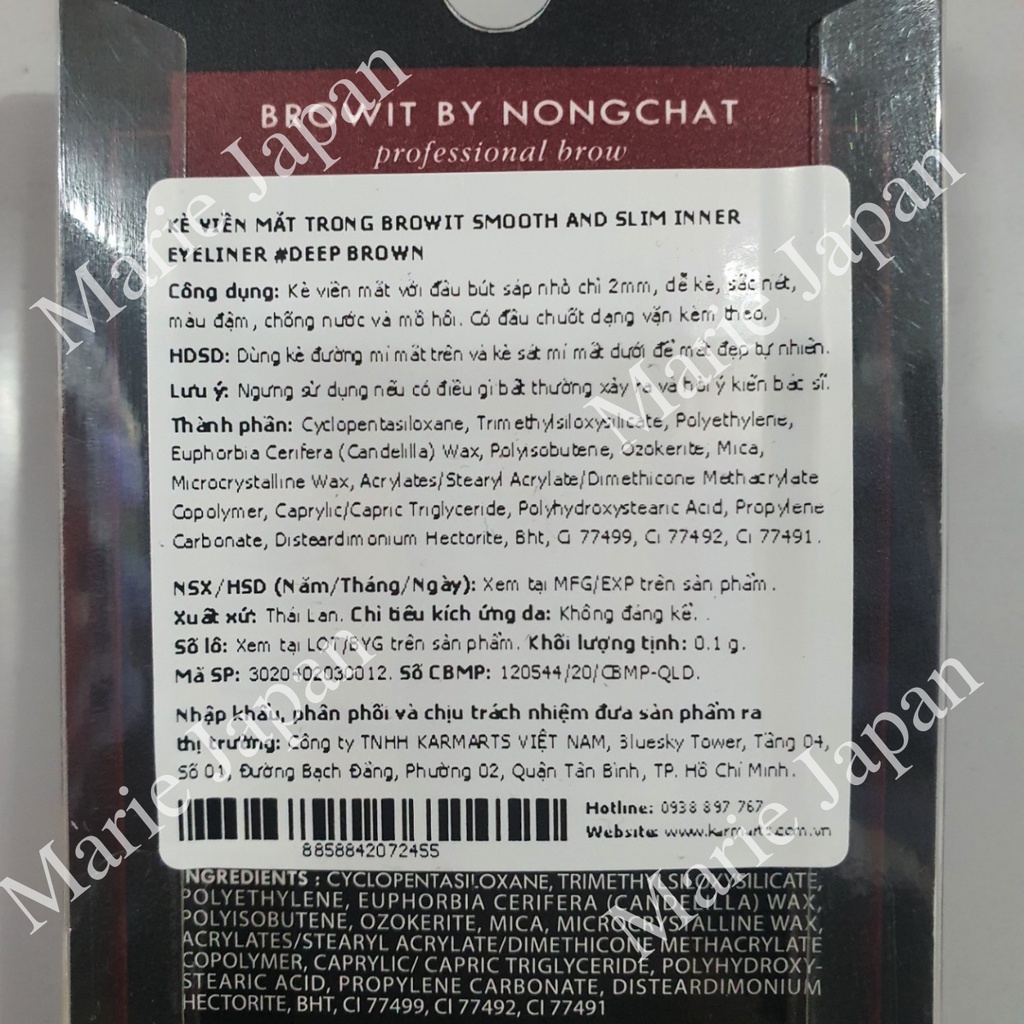 BROWIT BY NONGCHAT
professional brow
KẺ VIỀN MẮT TRONG BROWIT SMOOTH AND SLIM INNER
EYELINER #DEEP BROWN
Công dụng: Kẻ viền mắt với đầu bút sáp nhỏ chỉ 2mm, dễ kẻ, sắc nét,
màu đậm, chống nước và mồ hôi. Có đầu chuốt dạng vặn kèm theo.
HDSD: Dùng kẻ đường mí mắt trên và kẻ sát mí mắt dưới để mắt đẹp tự nhiên.
Lưu ý: Ngưng sử dụng nếu có điều gì bất thường xảy ra và hỏi ý kiến bác sĩ.
Thành phần: Cyclopentasiloxane, Trimethylsiloxysilicate, Polyethylene,
Euphorbia Cerifera (Candelilla) Wax, Polyisobutene, Ozokerite, Mica,
Microcrystalline Wax, Acrylates/Stearyl Acrylate/Dimethicone Methacrylate
Copolymer, Caprylic/Capric Triglyceride, Polyhydroxystearic Acid, Propylene
Carbonate, Disteardimonium Hectorite, Bht, Ci 77499, Ci 77492, Ci 77491.
NSX/HSD (Năm/Tháng/Ngày): Xem tại MFG/EXP trên sản phẩm.
Xuất xứ: Thái Lan. Chỉ tiêu kích ứng da: Không đáng kể.
Số lô: Xem tại LOT/BYG trên sản phẩm. Khối lượng tịnh: 0.1 g.
Mã SP: 3020402030012. Số CBMP: 120544/20/CBMP-QLD.
Nhập khẩu, phân phối và chịu trách nhiệm đưa sản phẩm ra
thị trường: Công ty TNHH KARMARTS VIỆT NAM, Bluesky Tower, Tầng 04,
Số 01, Đường Bạch Đằng, Phường 02, Quận Tân Bình, TP. Hồ Chí Minh.
Hotline: 0938 897 767
Website: www.karmarts.com.vn
8858842072455
INGREDIENTS : CYCLOPENTASILOXANE, TRIMETHYLSILOXYSILICATE,
POLYETHYLENE, EUPHORBIA CERIFERA (CANDELILLA) WAX,
POLYISOBUTENE, OZOKERITE, MICA, MICROCRYSTALLINE WAX,
ACRYLATES/STEARYL ACRYLATE/DIMETHICONE METHACRYLATE
COPOLYMER, CAPRYLIC/ CAPRIC TRIGLYCERIDE, POLYHYDROXY-
STEARIC ACID, PROPYLENE CARBONATE, DISTEARDIMONIUM
HECTORITE, BHT, CI 77499, CI 77492, CI 77491
Marie Japan
Marie Japan
Marie Japan
Marie Japan